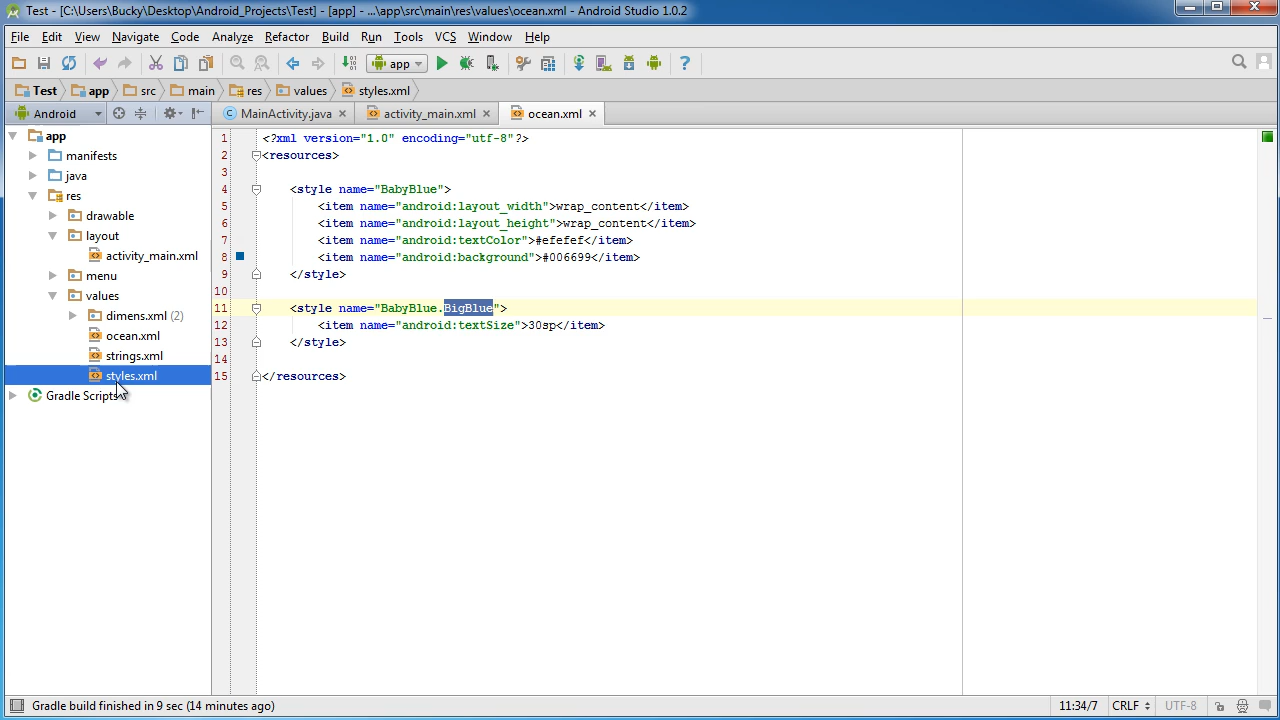 Test - [C:\Users\Bucky\Desktop\Android_Projects\Test] - [app] - ...\app\src\main\res\values\ocean.xml - Android Studio 1.0.2
File Edit View Navigate Code Analyze Refactor Build Run Tools VCS Window Help
app
Test app src main res values styles.xml
Android MainActivity.java activity_main.xml ocean.xml
app
manifests
java
res
drawable
layout
activity_main.xml
menu
values
dimens.xml (2)
ocean.xml
strings.xml
styles.xml
Gradle Scripts
1 <?xml version="1.0" encoding="utf-8"?>
2 <resources>
3
4 <style name="BabyBlue">
5 <item name="android:layout_width">wrap_content</item>
6 <item name="android:layout_height">wrap_content</item>
7 <item name="android:textColor">#efefef</item>
8 <item name="android:background">#006699</item>
9 </style>
10
11 <style name="BabyBlue.BigBlue">
12 <item name="android:textSize">30sp</item>
13 </style>
14
15 </resources>
Gradle build finished in 9 sec (14 minutes ago) 11:34/7 CRLF UTF-8